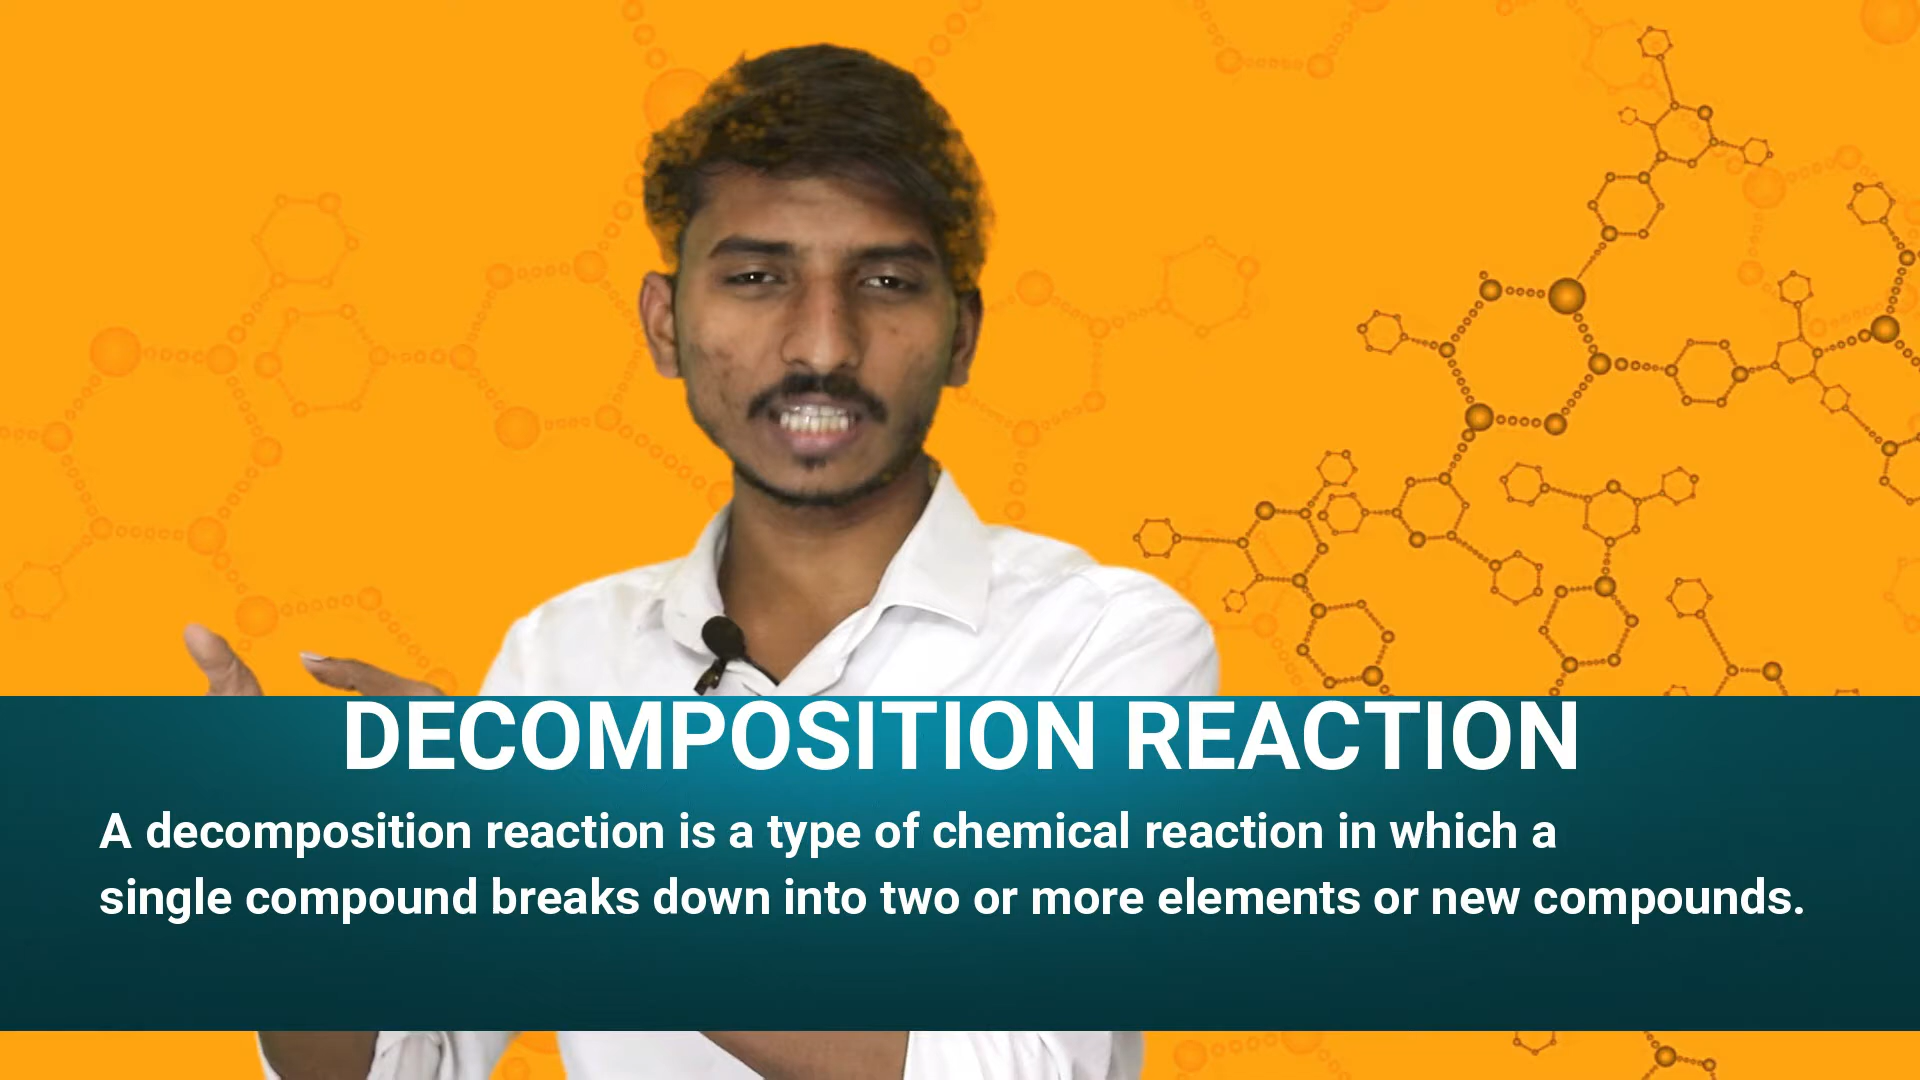 DECOMPOSITION REACTION
A decomposition reaction is a type of chemical reaction in which a
single compound breaks down into two or more elements or new compounds.